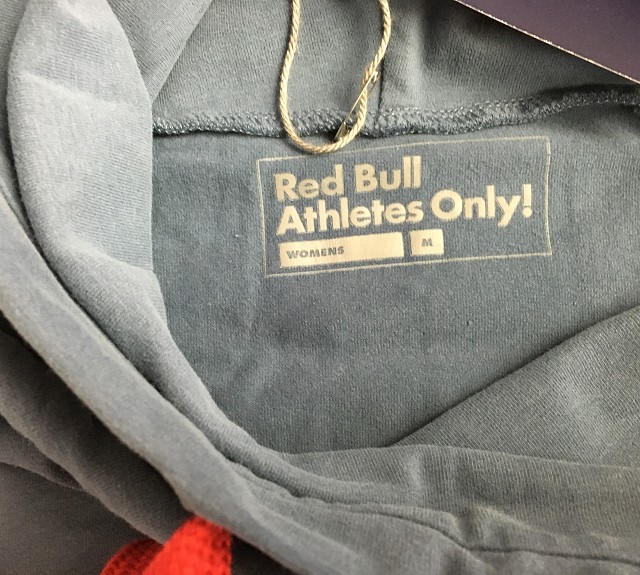 Red Bull
Athletes Only!
WOMENS M